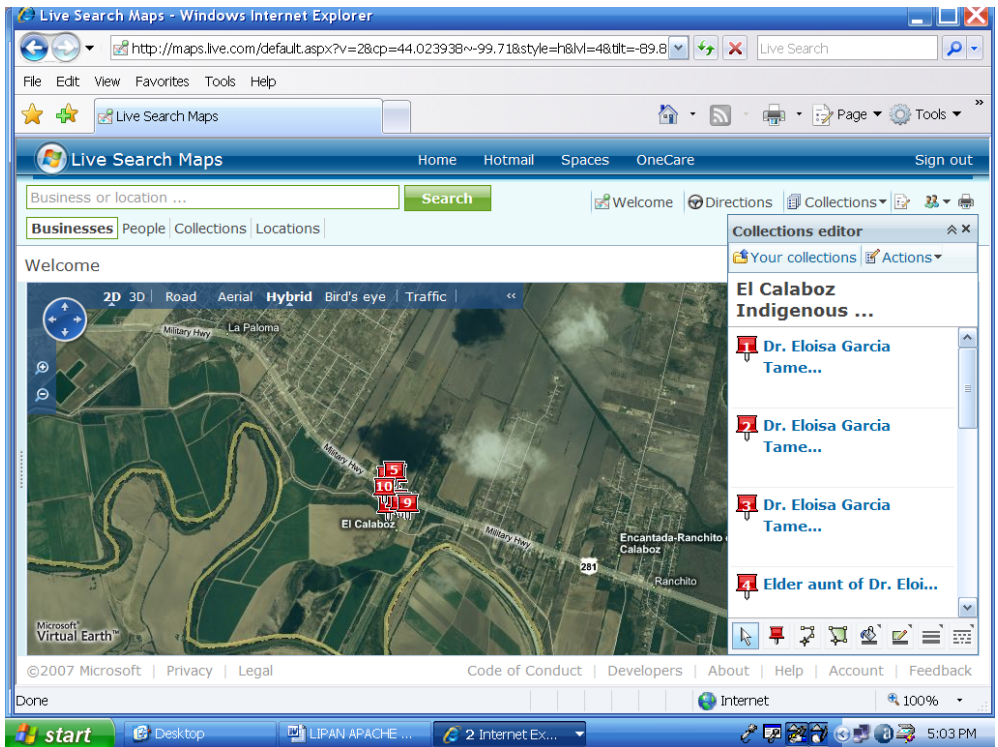 Live Search Maps - Windows Internet Explorer
http://maps.live.com/default.aspx?v=2&cp=44.023938~-99.71&style=h&lvl=4&tilt=-89.8
Live Search
File Edit View Favorites Tools Help
Live Search Maps
Page Tools »
Live Search Maps
Home Hotmail Spaces OneCare Sign out
Business or location ...
Search
Welcome Directions Collections
Businesses People Collections Locations
Collections editor
Welcome
Your collections Actions
2D 3D Road Aerial Hybrid Bird's eye Traffic «
El Calaboz
Indigenous ...
La Paloma
Military Hwy
1 Dr. Eloisa Garcia
Tame...
2 Dr. Eloisa Garcia
Tame...
Military Hwy
5
10
9
El Calaboz
3 Dr. Eloisa Garcia
Tame...
Military Hwy
Encantada-Ranchito
Calaboz
281
Ranchito
4 Elder aunt of Dr. Eloi...
Microsoft®
Virtual Earth™
©2007 Microsoft | Privacy | Legal
Code of Conduct | Developers | About | Help | Account | Feedback
Done
Internet
100%
start
Desktop
LIPAN APACHE ...
2 Internet Ex...
5:03 PM